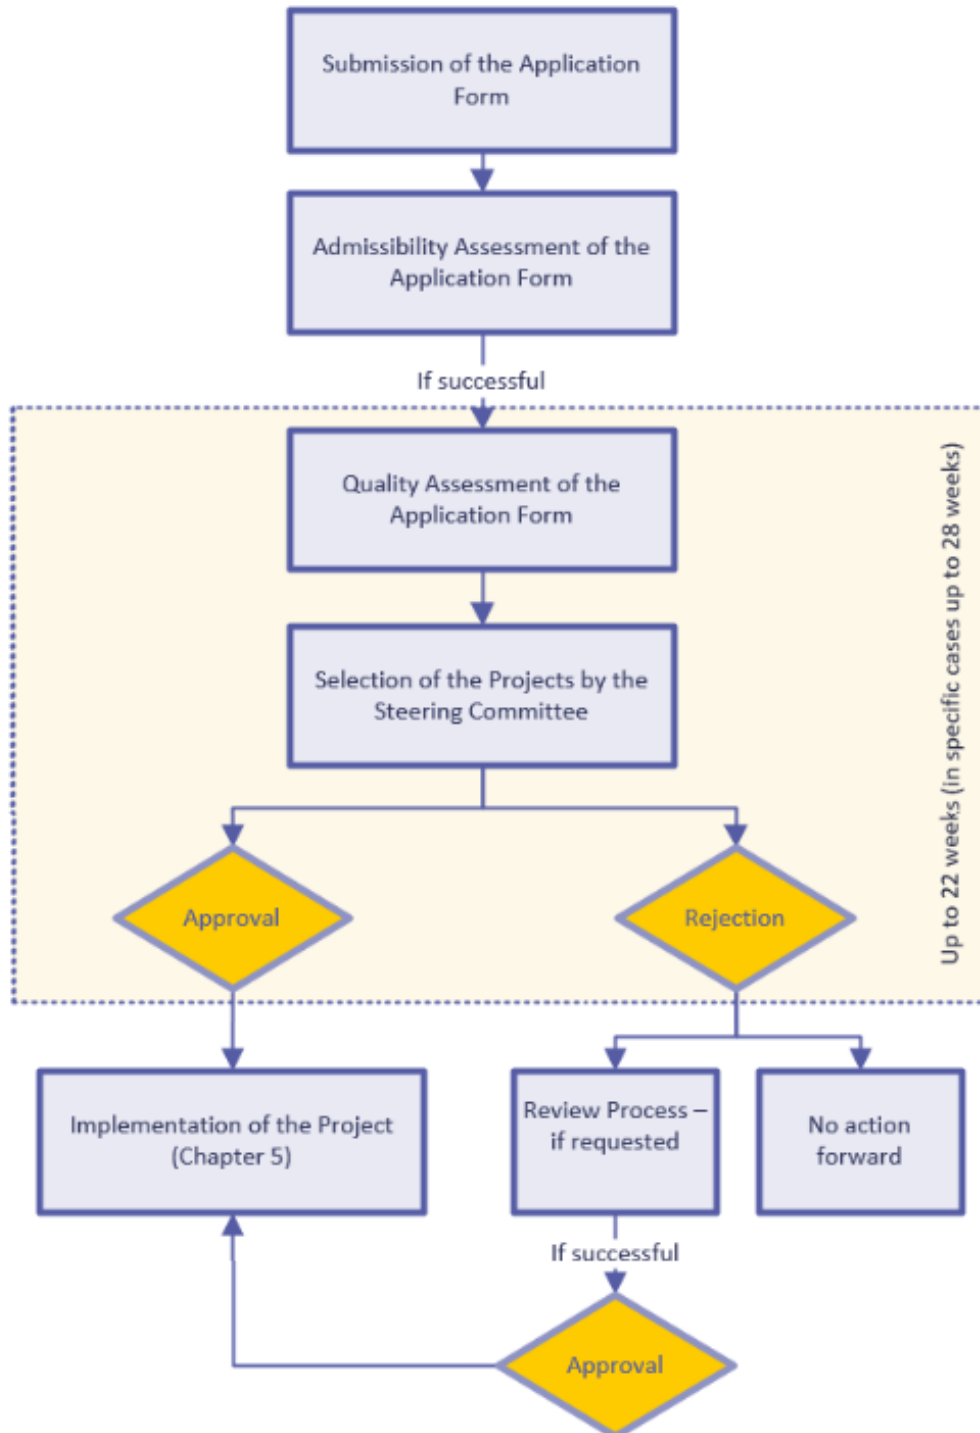 Submission of the Application
Form
Admissibility Assessment of the
Application Form
If successful
Quality Assessment of the
Application Form
Selection of the Projects by the
Steering Committee
Up to 22 weeks (in specific cases up to 28 weeks)
Approval
Rejection
Implementation of the Project
(Chapter 5)
Review Process –
if requested
No action
forward
If successful
Approval